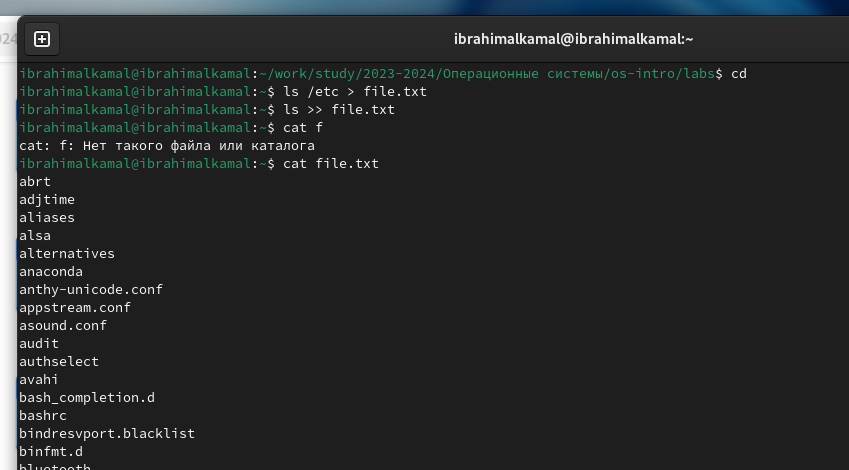 024
ibrahimalkamal@ibrahimalkamal:~
ibrahimalkamal@ibrahimalkamal:~/work/study/2023-2024/Операционные системы/os-intro/labs$ cd
ibrahimalkamal@ibrahimalkamal:~$ ls /etc > file.txt
ibrahimalkamal@ibrahimalkamal:~$ ls >> file.txt
ibrahimalkamal@ibrahimalkamal:~$ cat f
cat: f: Нет такого файла или каталога
ibrahimalkamal@ibrahimalkamal:~$ cat file.txt
abrt
adjtime
aliases
alsa
alternatives
anaconda
anthy-unicode.conf
appstream.conf
asound.conf
audit
authselect
avahi
bash_completion.d
bashrc
bindresvport.blacklist
binfmt.d
bluetooth